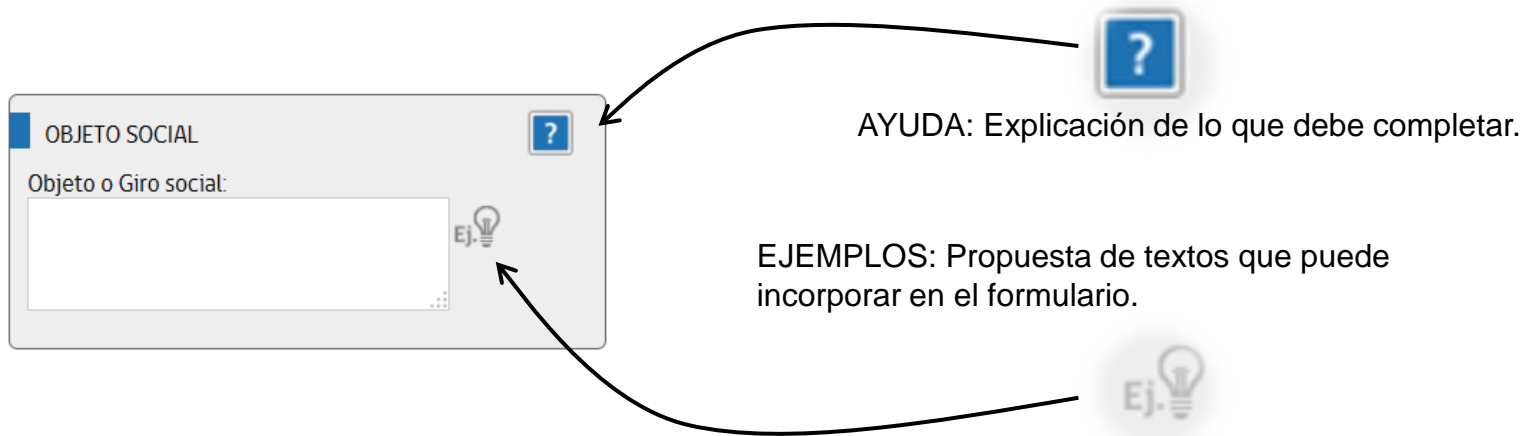 ?
AYUDA: Explicación de lo que debe completar.
OBJETO SOCIAL
?
Objeto o Giro social:
Ej.
EJEMPLOS: Propuesta de textos que puede
incorporar en el formulario.
Ej.